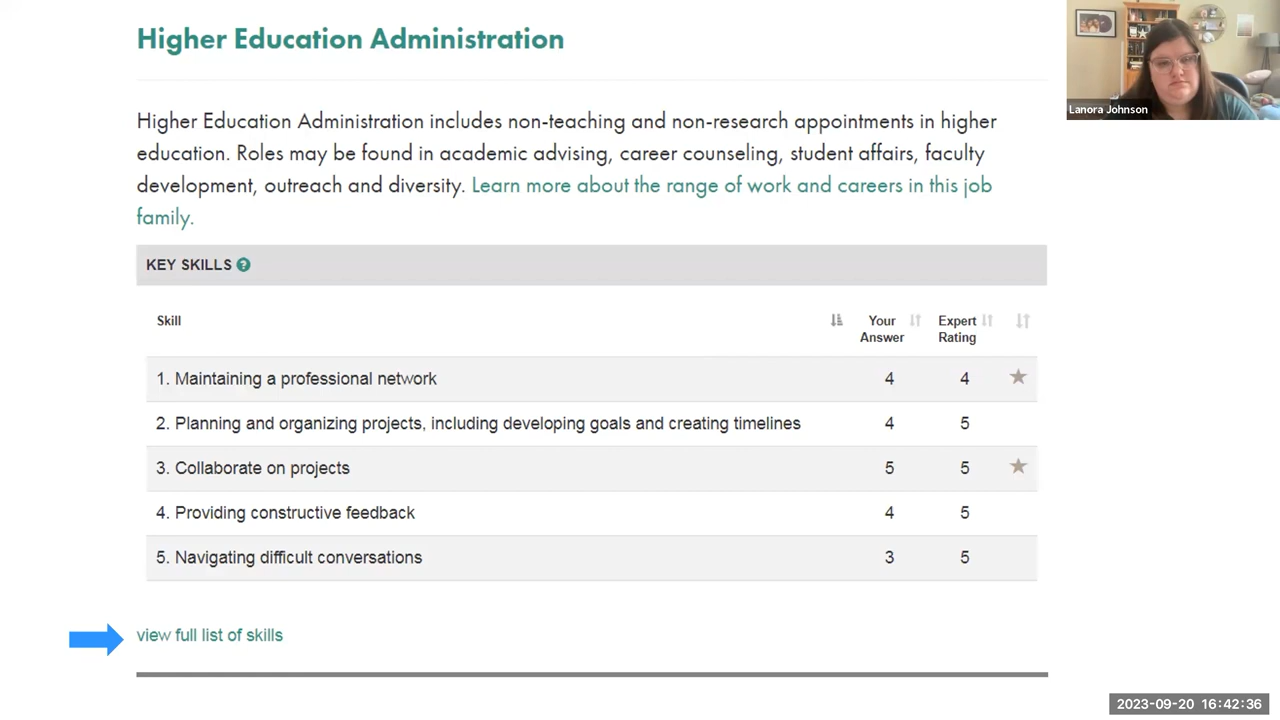 Higher Education Administration
Lanora Johnson
Higher Education Administration includes non-teaching and non-research appointments in higher
education. Roles may be found in academic advising, career counseling, student affairs, faculty
development, outreach and diversity. Learn more about the range of work and careers in this job
family.
KEY SKILLS ?
Skill Your Answer Expert Rating
1. Maintaining a professional network 4 4
2. Planning and organizing projects, including developing goals and creating timelines 4 5
3. Collaborate on projects 5 5
4. Providing constructive feedback 4 5
5. Navigating difficult conversations 3 5
view full list of skills
2023-09-20 16:42:36